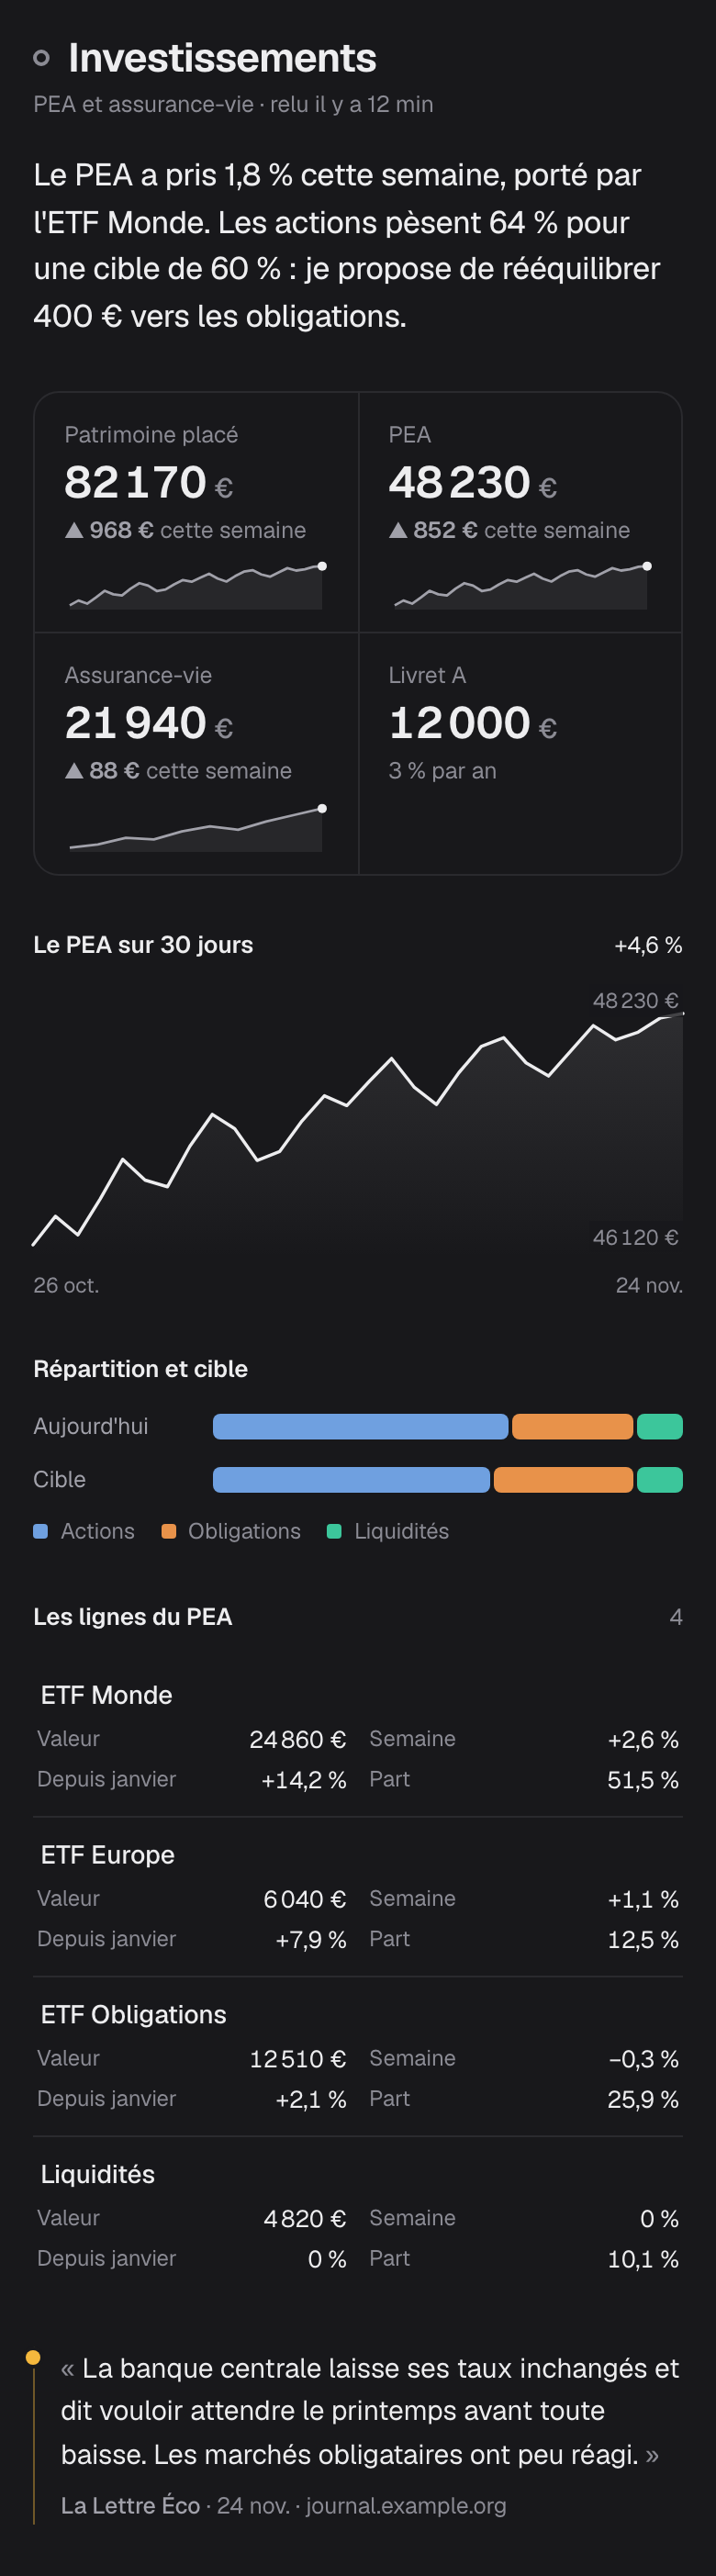 Investissements
PEA et assurance-vie · relu il y a 12 min
Le PEA a pris 1,8 % cette semaine, porté par
l'ETF Monde. Les actions pèsent 64 % pour
une cible de 60 % : je propose de rééquilibrer
400 € vers les obligations.
Patrimoine placé
82 170 €
▲ 968 € cette semaine
PEA
48 230 €
▲ 852 € cette semaine
Assurance-vie
21 940 €
▲ 88 € cette semaine
Livret A
12 000 €
3 % par an
Le PEA sur 30 jours +4,6 %
48 230 €
46 120 €
26 oct. 24 nov.
Répartition et cible
Aujourd'hui
Cible
Actions Obligations Liquidités
Les lignes du PEA 4
ETF Monde
Valeur 24 860 € Semaine +2,6 %
Depuis janvier +14,2 % Part 51,5 %
ETF Europe
Valeur 6 040 € Semaine +1,1 %
Depuis janvier +7,9 % Part 12,5 %
ETF Obligations
Valeur 12 510 € Semaine −0,3 %
Depuis janvier +2,1 % Part 25,9 %
Liquidités
Valeur 4 820 € Semaine 0 %
Depuis janvier 0 % Part 10,1 %
« La banque centrale laisse ses taux inchangés et
dit vouloir attendre le printemps avant toute
baisse. Les marchés obligataires ont peu réagi. »
La Lettre Éco · 24 nov. · journal.example.org